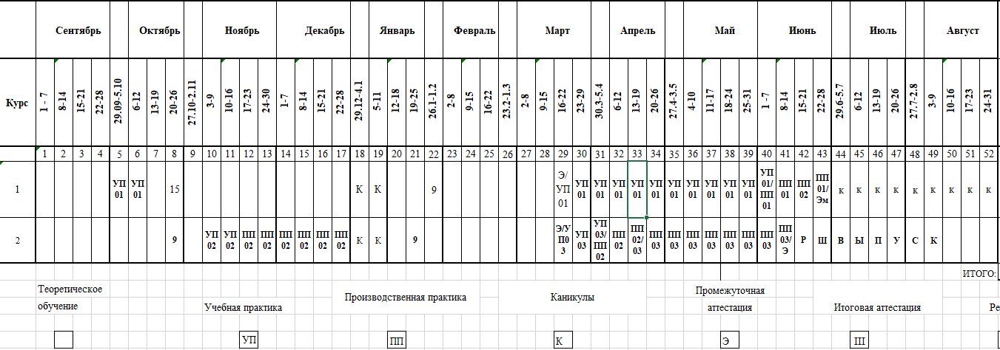 Сентябрь Октябрь Ноябрь Декабрь Январь Февраль Март Апрель Май Июнь Июль Август
Курс 1 - 7 8-14 15-21 22-28 29.09-5.10 6-12 13-19 20-26 27.10-2.11 3-9 10-16 17-23 24-30 1-7 8-14 15-21 22-28 29.12-4.1 5-11 12-18 19-25 26.1-1.2 2-8 9-15 16-22 23.2-1.3 2-8 9-15 16-22 23-29 30.3-5.4 6-12 13-19 20-26 27.4-3.5 4-10 11-17 18-24 25-31 1 - 7 8-14 15-21 22-28 29.6-5.7 6-12 13-19 20-26 27.7-2.8 3-9 10-16 17-23 24-31
1 2 3 4 5 6 7 8 9 10 11 12 13 14 15 16 17 18 19 20 21 22 23 24 25 26 27 28 29 30 31 32 33 34 35 36 37 38 39 40 41 42 43 44 45 46 47 48 49 50 51 52
1 УП 01 УП 01 15 К К 9 Э/УП 01 УП 01 УП 01 УП 01 УП 01 УП 01 УП 01 УП 01 УП 01 УП 01 УП 01 УП 01/ПП 01 ПП 01 ПП 02 ПП 01/Эм к к к к к к к к к
2 9 УП 02 УП 02 ПП 02 ПП 02 ПП 02 ПП 02 ПП 02 ПП 02 К К 9 Э/УП03 УП 03 УП 03/ПП 02 ПП 02 ПП 02/03 ПП 03 ПП 03 ПП 03 ПП 03 ПП 03 ПП 03 ПП 03 ПП 03/Э Р Ш В Ы П У С К
ИТОГО:
Теоретическое
обучение
Учебная практика
Производственная практика
Каникулы
Промежуточная
аттестация
Итоговая аттестация
Ре
УП ПП К Э Ш